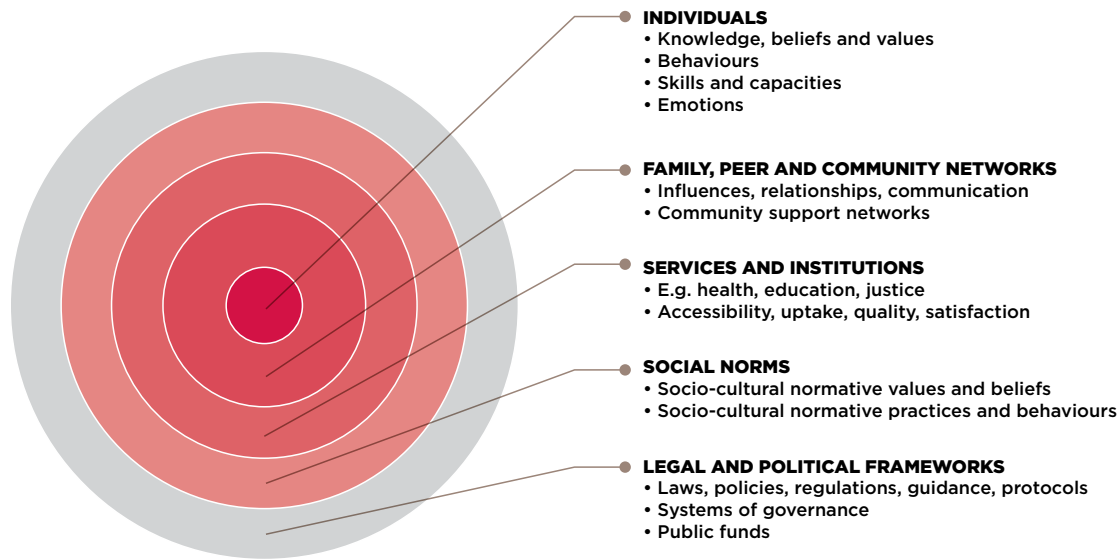 INDIVIDUALS
• Knowledge, beliefs and values
• Behaviours
• Skills and capacities
• Emotions
FAMILY, PEER AND COMMUNITY NETWORKS
• Influences, relationships, communication
• Community support networks
SERVICES AND INSTITUTIONS
• E.g. health, education, justice
• Accessibility, uptake, quality, satisfaction
SOCIAL NORMS
• Socio-cultural normative values and beliefs
• Socio-cultural normative practices and behaviours
LEGAL AND POLITICAL FRAMEWORKS
• Laws, policies, regulations, guidance, protocols
• Systems of governance
• Public funds